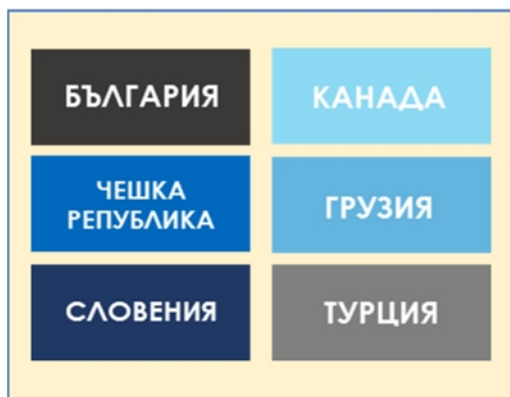 БЪЛГАРИЯ
КАНАДА
ЧЕШКА
РЕПУБЛИКА
ГРУЗИЯ
СЛОВЕНИЯ
ТУРЦИЯ